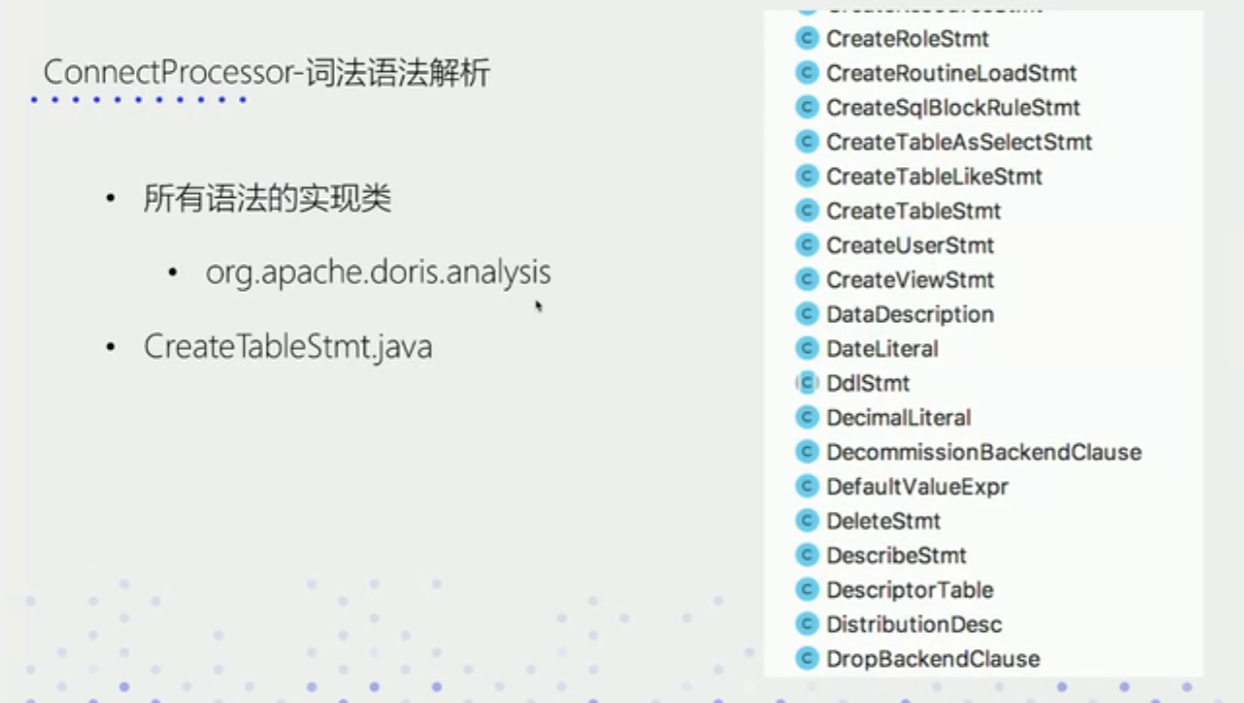 ConnectProcessor-词法语法解析
• 所有语法的实现类
• org.apache.doris.analysis
• CreateTableStmt.java
C CreateRoleStmt
C CreateRoutineLoadStmt
C CreateSqlBlockRuleStmt
C CreateTableAsSelectStmt
C CreateTableLikeStmt
C CreateTableStmt
C CreateUserStmt
C CreateViewStmt
C DataDescription
C DateLiteral
C DdlStmt
C DecimalLiteral
C DecommissionBackendClause
C DefaultValueExpr
C DeleteStmt
C DescribeStmt
C DescriptorTable
C DistributionDesc
C DropBackendClause